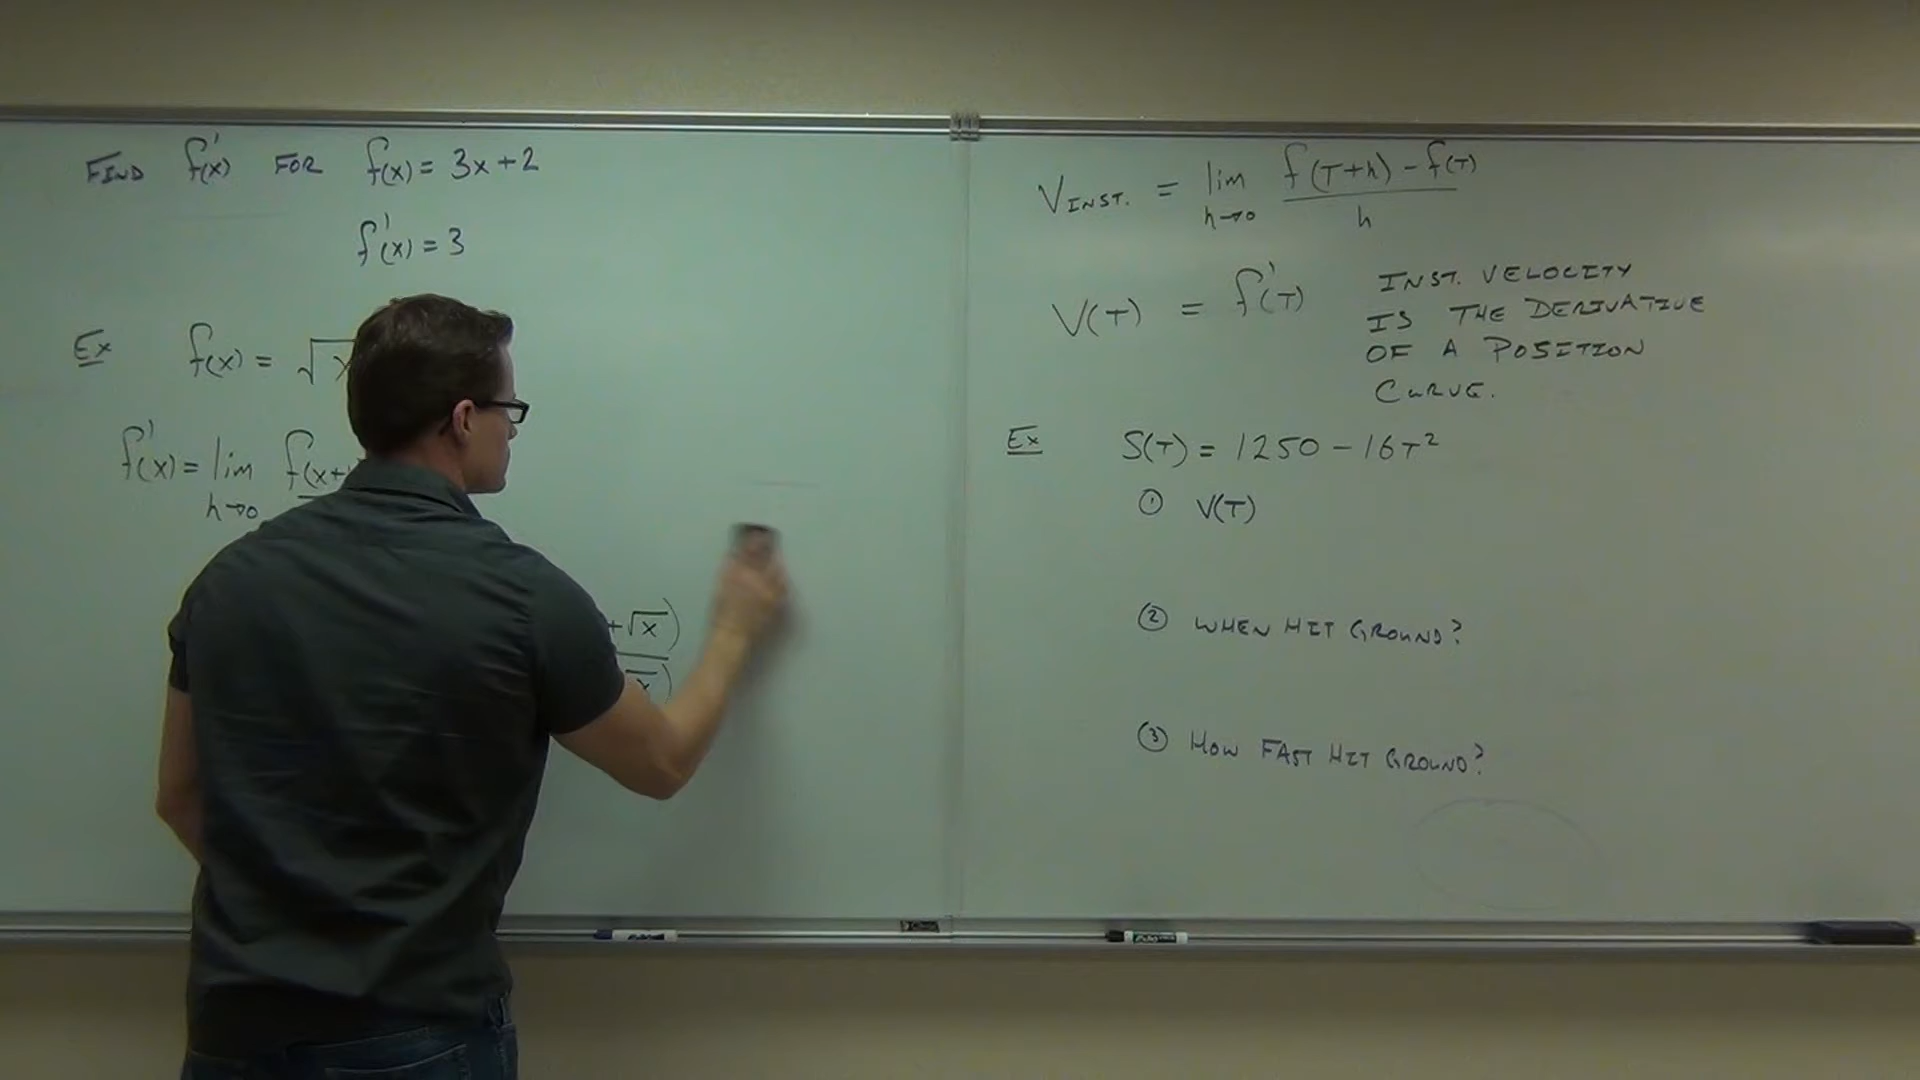 FIND f'(x) FOR f(x) = 3x+2
f'(x) = 3
Ex f(x) = √x
f'(x) = lim f(x+
h→0
+√x)
√x)
V INST. = lim f(T+h) - f(T)
h→0 h
V(T) = f'(T)
INST. VELOCITY
IS THE DERIVATIVE
OF A POSITION
CURVE.
Ex S(T) = 1250 - 16T²
① V(T)
② WHEN HIT GROUND?
③ HOW FAST HIT GROUND?